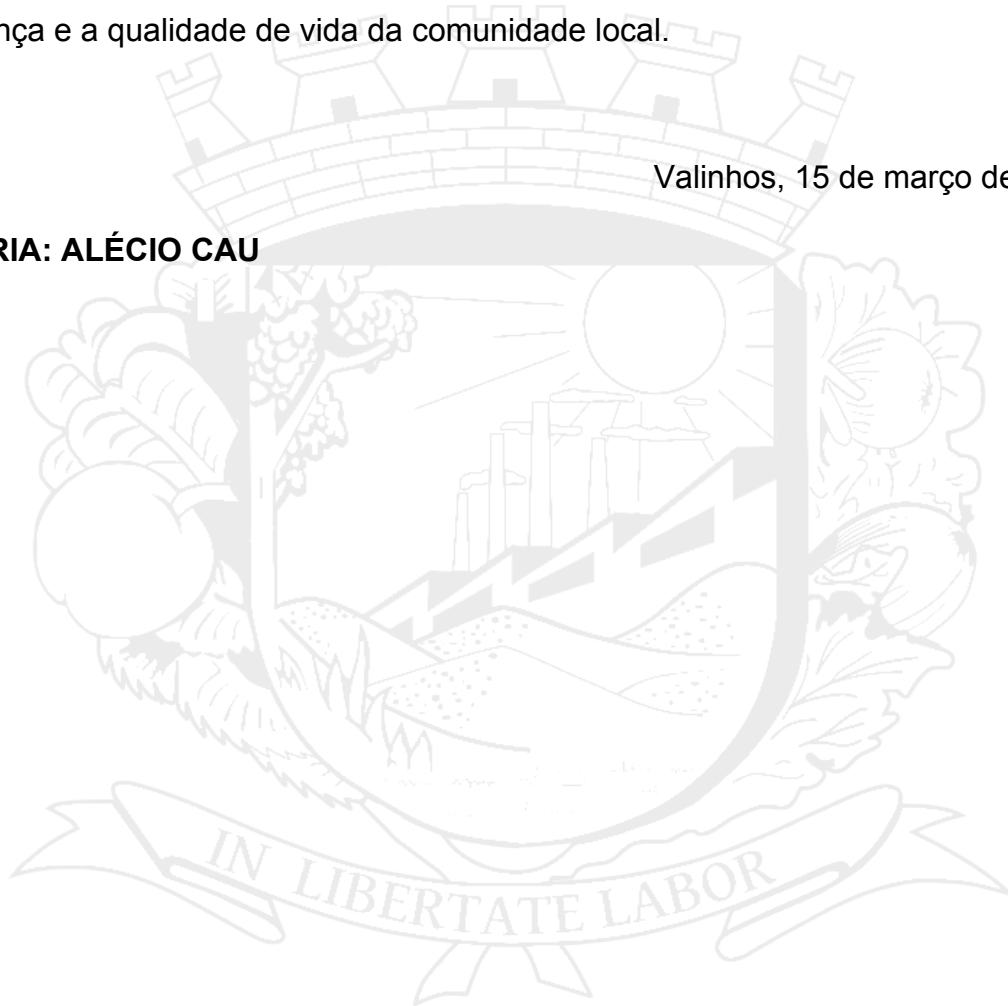 nça e a qualidade de vida da comunidade local.
Valinhos, 15 de março de
RIA: ALÉCIO CAU
IN LIBERTATE LABOR